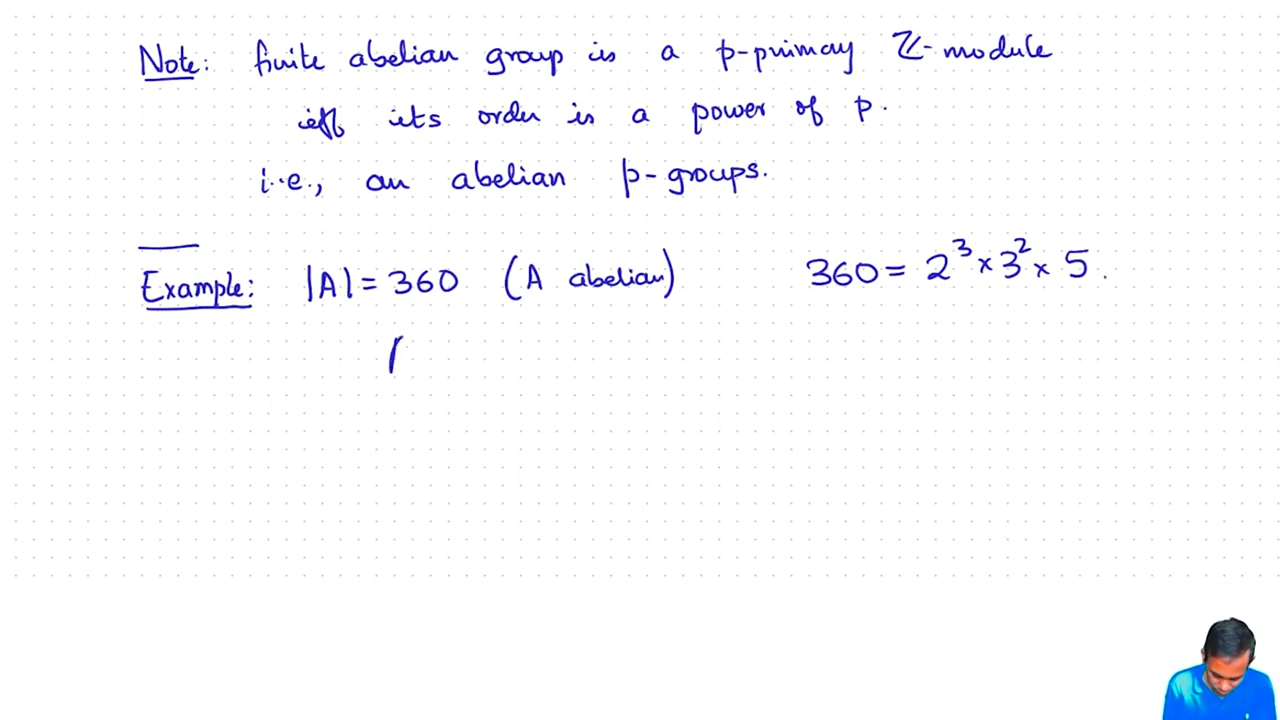 Note: finite abelian group is a p-primary ℤ-module
iff its order is a power of p.
i.e., an abelian p-groups.
Example: |A| = 360 (A abelian) 360 = 2³ × 3² × 5.
(